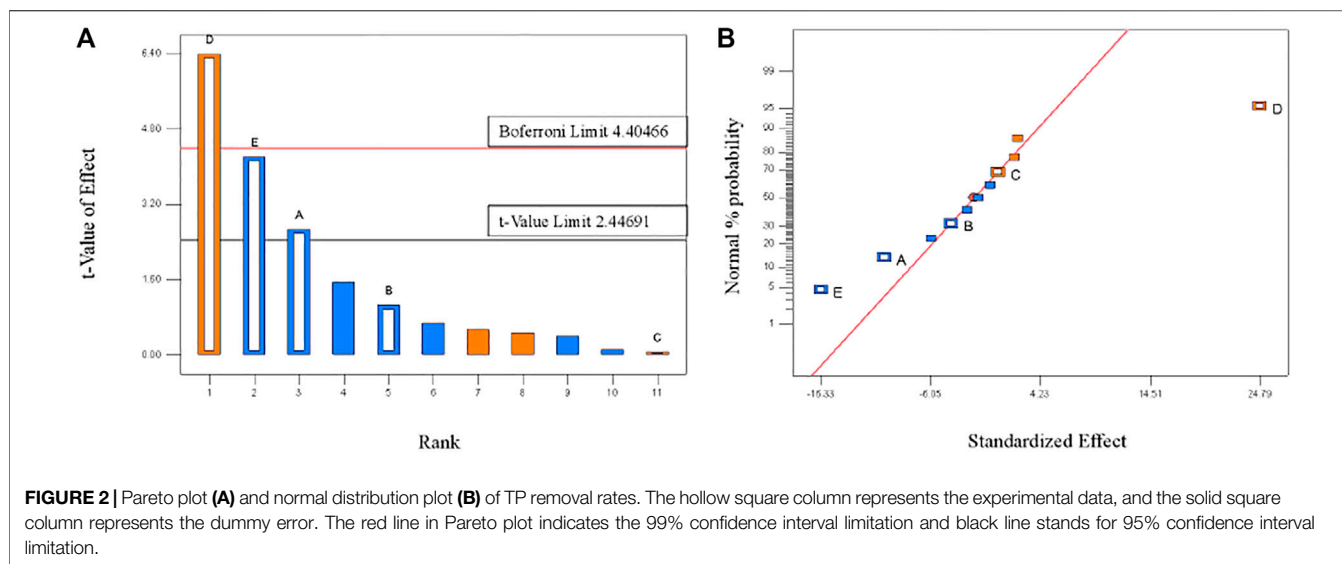 A
D
6.40
Boferroni Limit 4.40466
4.80
E
t-Value of Effect
3.20
A
t-Value Limit 2.44691
1.60
B
C
0.00
1 2 3 4 5 6 7 8 9 10 11
Rank
B
99
95
D
90
80
70
C
50
Normal % probability
30
B
20
A
10
5
E
1
-16.33 -6.05 4.23 14.51 24.79
Standardized Effect
FIGURE 2 | Pareto plot (A) and normal distribution plot (B) of TP removal rates. The hollow square column represents the experimental data, and the solid square
column represents the dummy error. The red line in Pareto plot indicates the 99% confidence interval limitation and black line stands for 95% confidence interval
limitation.